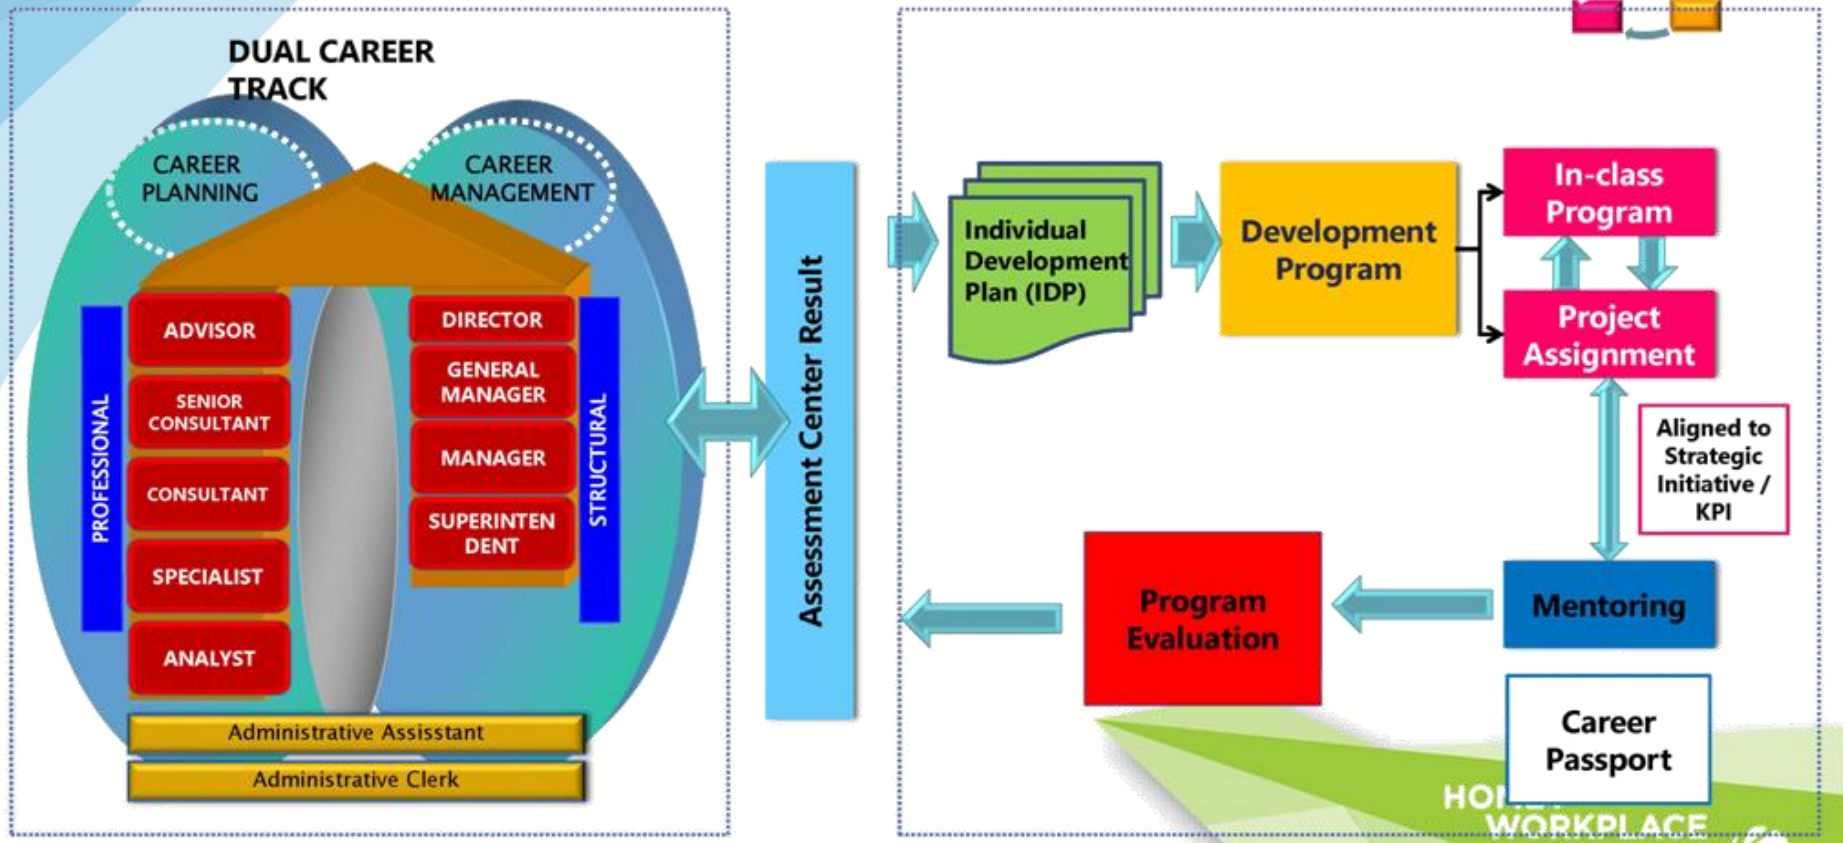 DUAL CAREER
TRACK
CAREER
PLANNING
CAREER
MANAGEMENT
PROFESSIONAL
ADVISOR
SENIOR
CONSULTANT
CONSULTANT
SPECIALIST
ANALYST
DIRECTOR
GENERAL
MANAGER
MANAGER
SUPERINTEN
DENT
STRUCTURAL
Administrative Assisstant
Administrative Clerk
Assessment Center Result
Individual
Development
Plan (IDP)
Development
Program
In-class
Program
Project
Assignment
Aligned to
Strategic
Initiative /
KPI
Mentoring
Program
Evaluation
Career
Passport
WORKPLACE